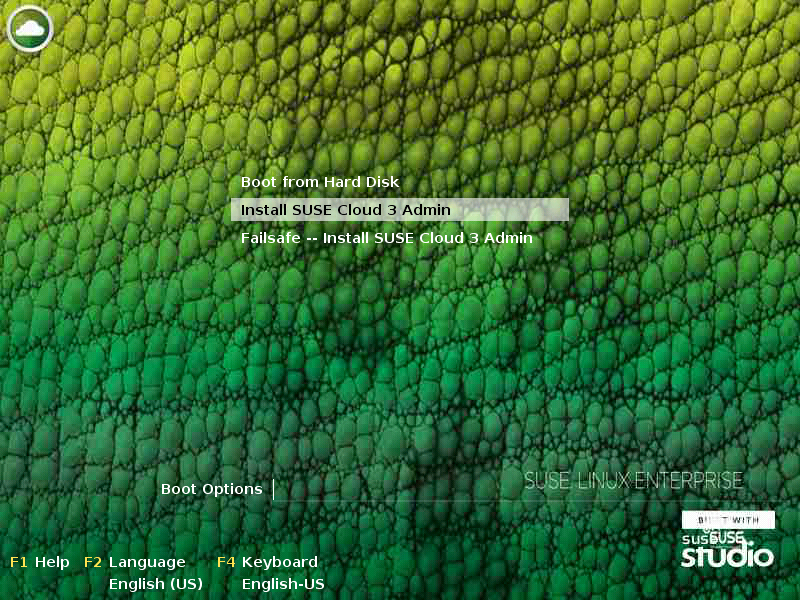 Boot from Hard Disk
Install SUSE Cloud 3 Admin
Failsafe -- Install SUSE Cloud 3 Admin
Boot Options
SUSE LINUX ENTERPRISE
BUILT WITH
SUSE
studio
F1 Help F2 Language F4 Keyboard
English (US) English-US